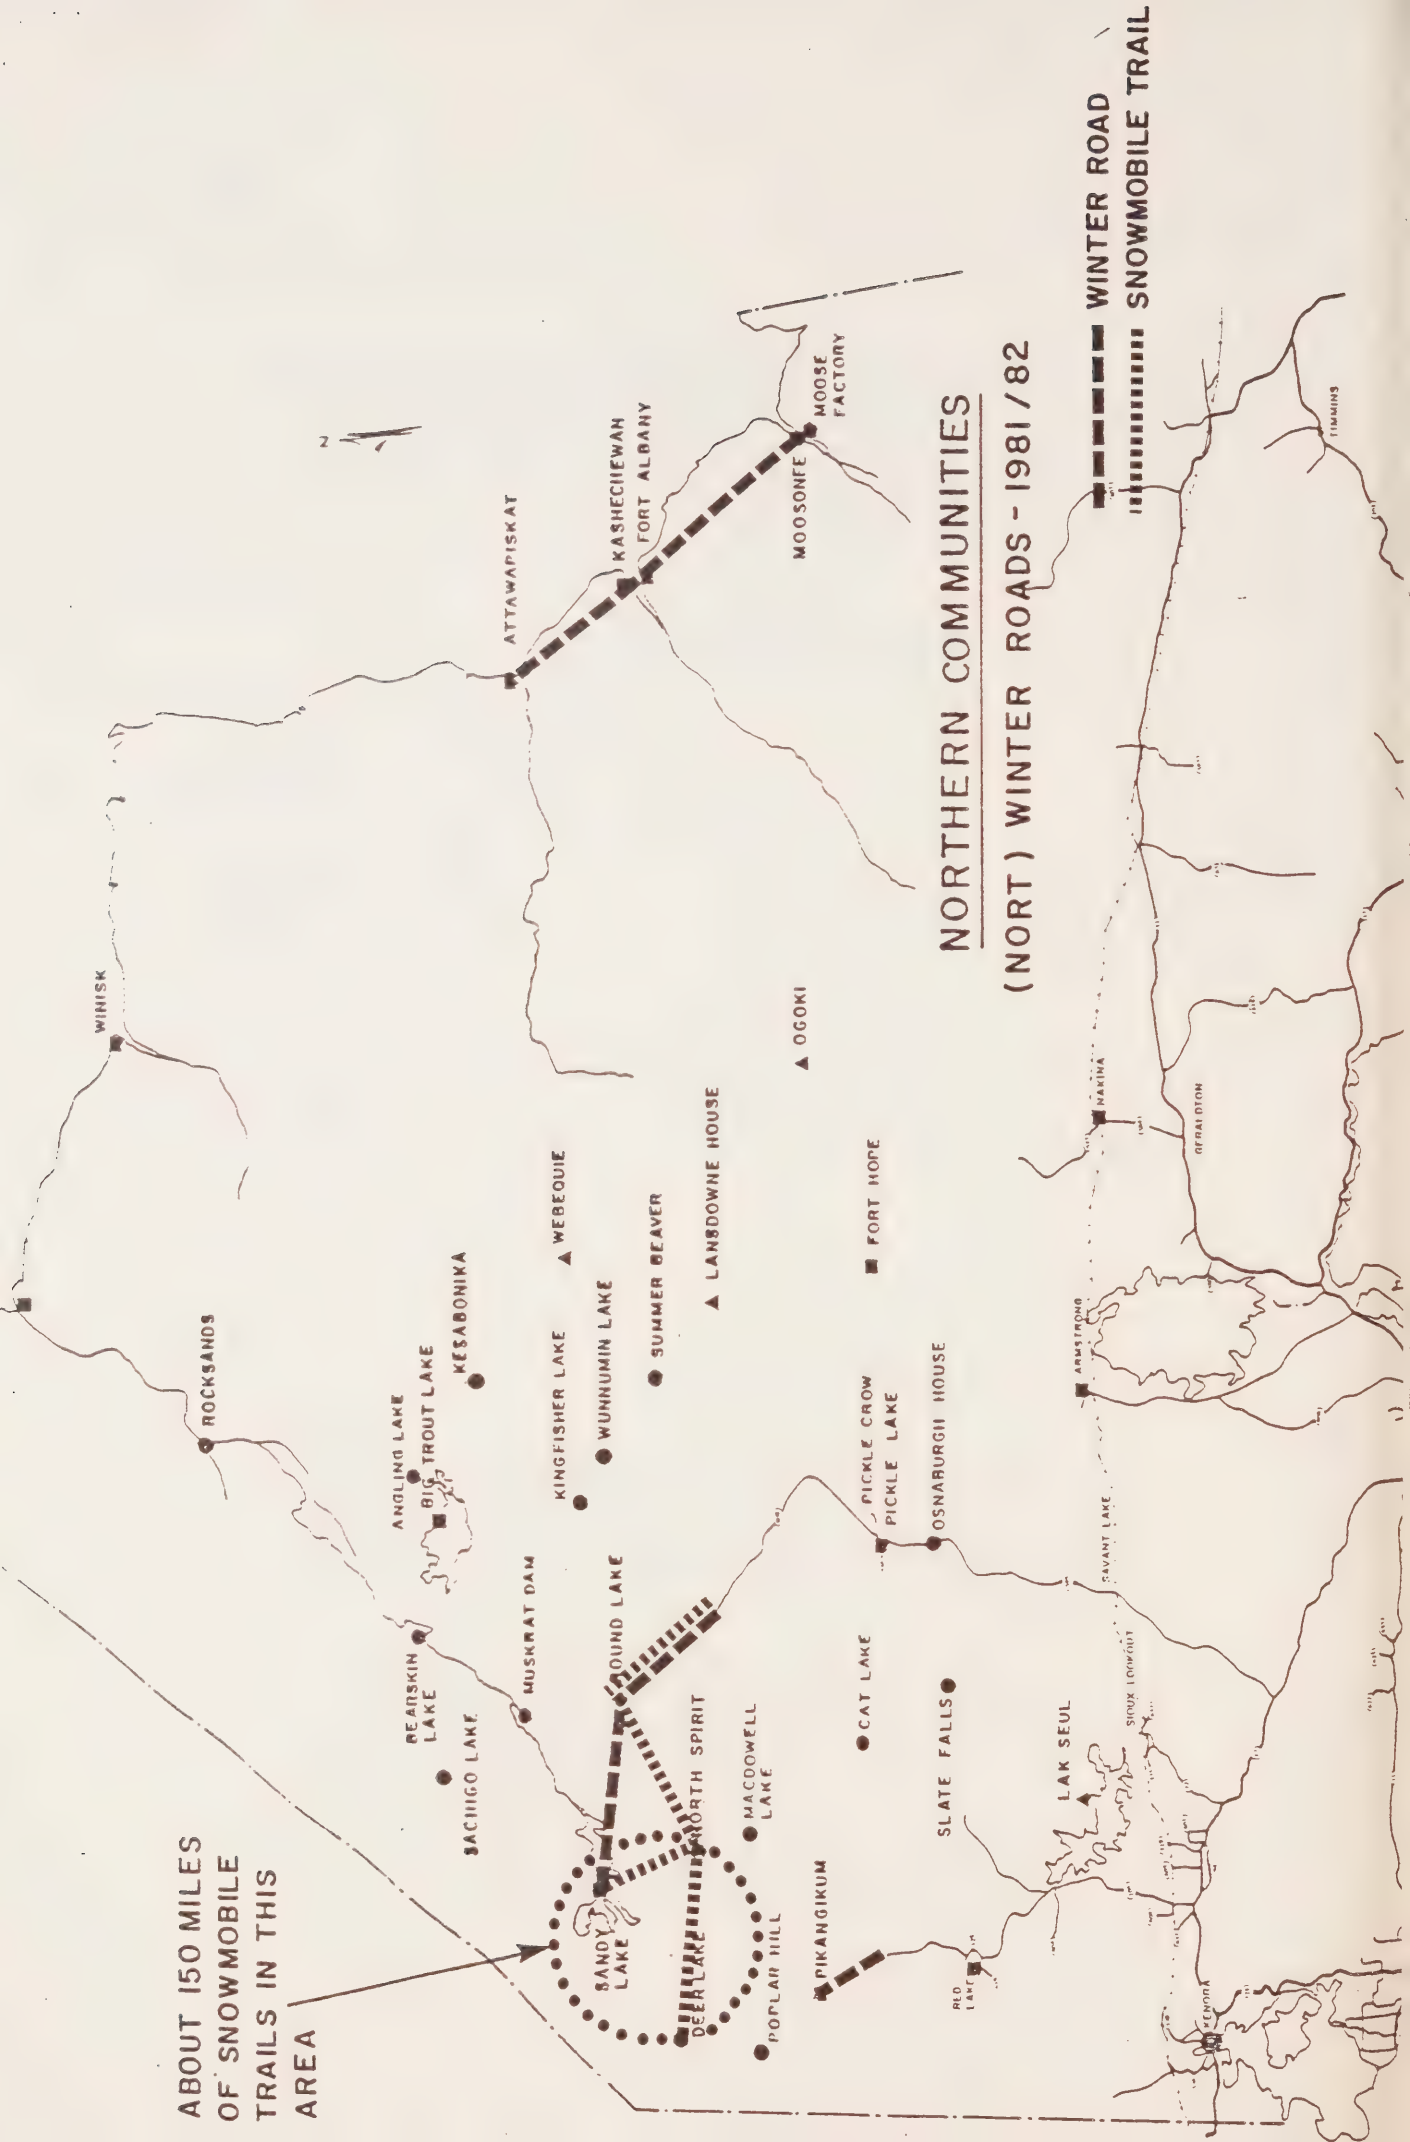 ABOUT 150 MILES
OF SNOWMOBILE
TRAILS IN THIS
AREA
WINISK
ROCKSANDS
ANGLING LAKE
BIG TROUT LAKE
KESABONIKA
BEARSKIN
LAKE
SACHIGO LAKE
MUSKRAT DAM
KINGFISHER LAKE
WEBEQUIE
WUNNUMIN LAKE
SUMMER BEAVER
LANSDOWNE HOUSE
OGOKI
ATTAWAPISKAT
KASHECHEWAN
FORT ALBANY
MOOSONEE
MOOSE
FACTORY
N
SANDY
LAKE
ROUND LAKE
DEER LAKE
NORTH SPIRIT
MACDOWELL
LAKE
POPLAR HILL
PIKANGIKUM
CAT LAKE
PICKLE CROW
PICKLE LAKE
OSNABURGH HOUSE
FORT HOPE
SLATE FALLS
RED
LAKE
LAK SEUL
SIOUX LOOKOUT
SAVANT LAKE
ARMSTRONG
NAKINA
GERALDTON
KENORA
TIMMINS
NORTHERN COMMUNITIES
(NORT) WINTER ROADS - 1981/82
WINTER ROAD
SNOWMOBILE TRAIL